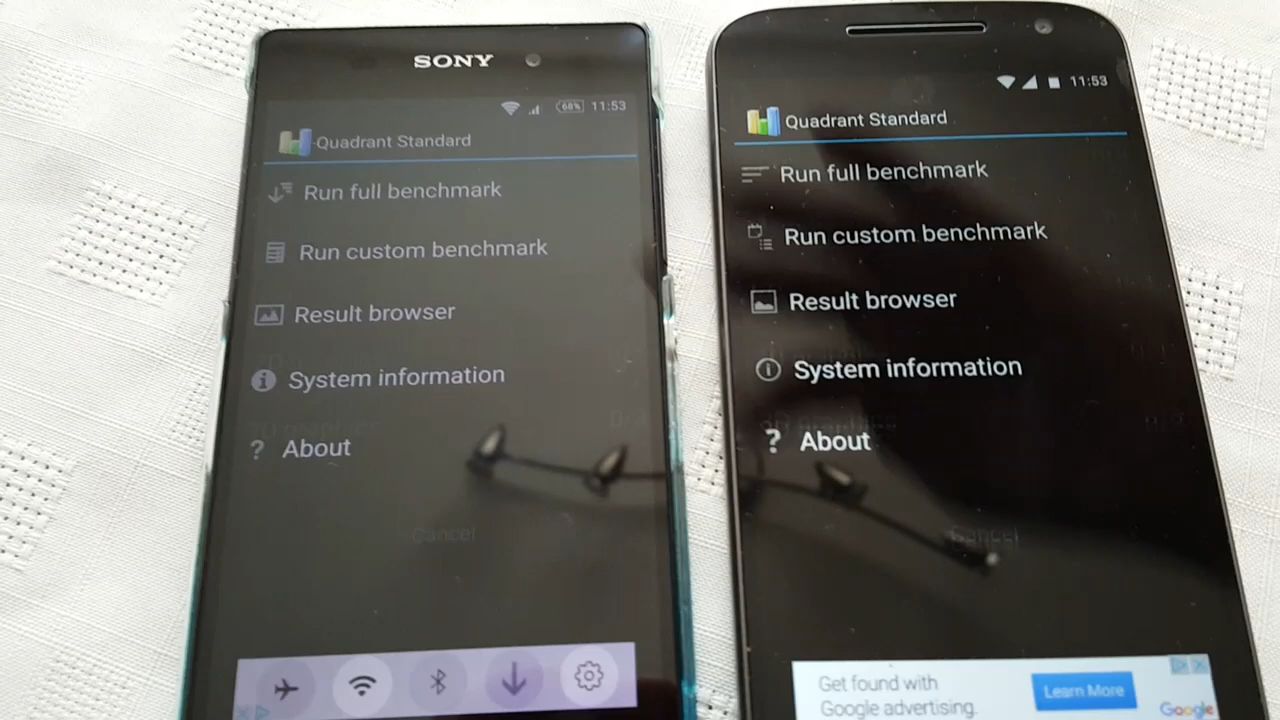 SONY
68% 11:53
Quadrant Standard
Run full benchmark
Run custom benchmark
Result browser
System information
? About
Cancel
11:53
Quadrant Standard
Run full benchmark
Run custom benchmark
Result browser
System information
? About
Cancel
Get found with
Google advertising.
Learn More
Google